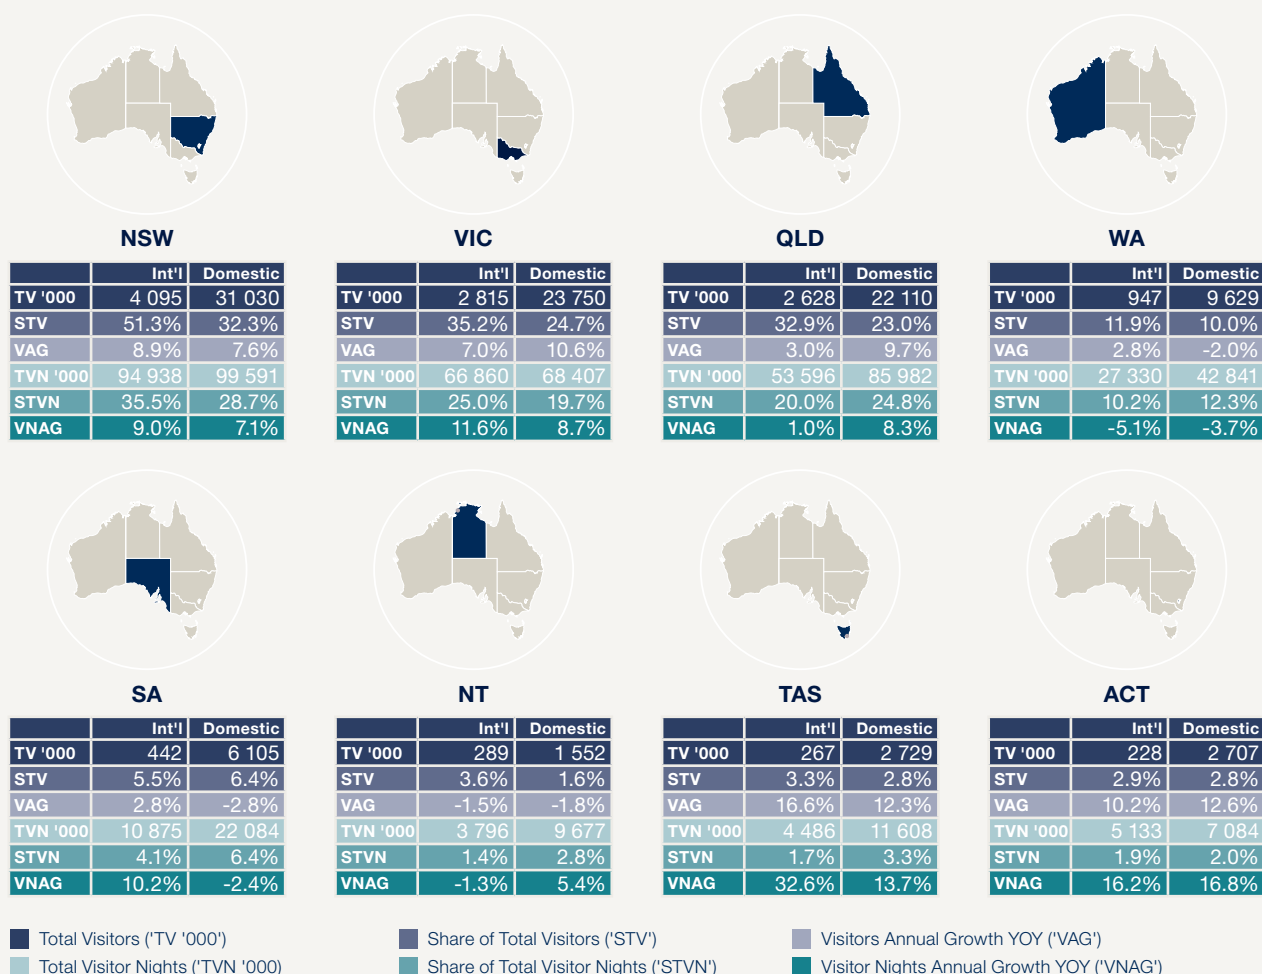 NSW VIC QLD WA
Int'l Domestic Int'l Domestic Int'l Domestic Int'l Domestic
TV '000 4 095 31 030 TV '000 2 815 23 750 TV '000 2 628 22 110 TV '000 947 9 629
STV 51.3% 32.3% STV 35.2% 24.7% STV 32.9% 23.0% STV 11.9% 10.0%
VAG 8.9% 7.6% VAG 7.0% 10.6% VAG 3.0% 9.7% VAG 2.8% -2.0%
TVN '000 94 938 99 591 TVN '000 66 860 68 407 TVN '000 53 596 85 982 TVN '000 27 330 42 841
STVN 35.5% 28.7% STVN 25.0% 19.7% STVN 20.0% 24.8% STVN 10.2% 12.3%
VNAG 9.0% 7.1% VNAG 11.6% 8.7% VNAG 1.0% 8.3% VNAG -5.1% -3.7%
SA NT TAS ACT
Int'l Domestic Int'l Domestic Int'l Domestic Int'l Domestic
TV '000 442 6 105 TV '000 289 1 552 TV '000 267 2 729 TV '000 228 2 707
STV 5.5% 6.4% STV 3.6% 1.6% STV 3.3% 2.8% STV 2.9% 2.8%
VAG 2.8% -2.8% VAG -1.5% -1.8% VAG 16.6% 12.3% VAG 10.2% 12.6%
TVN '000 10 875 22 084 TVN '000 3 796 9 677 TVN '000 4 486 11 608 TVN '000 5 133 7 084
STVN 4.1% 6.4% STVN 1.4% 2.8% STVN 1.7% 3.3% STVN 1.9% 2.0%
VNAG 10.2% -2.4% VNAG -1.3% 5.4% VNAG 32.6% 13.7% VNAG 16.2% 16.8%
Total Visitors ('TV '000') Share of Total Visitors ('STV') Visitors Annual Growth YOY ('VAG')
Total Visitor Nights ('TVN '000) Share of Total Visitor Nights ('STVN') Visitor Nights Annual Growth YOY ('VNAG')